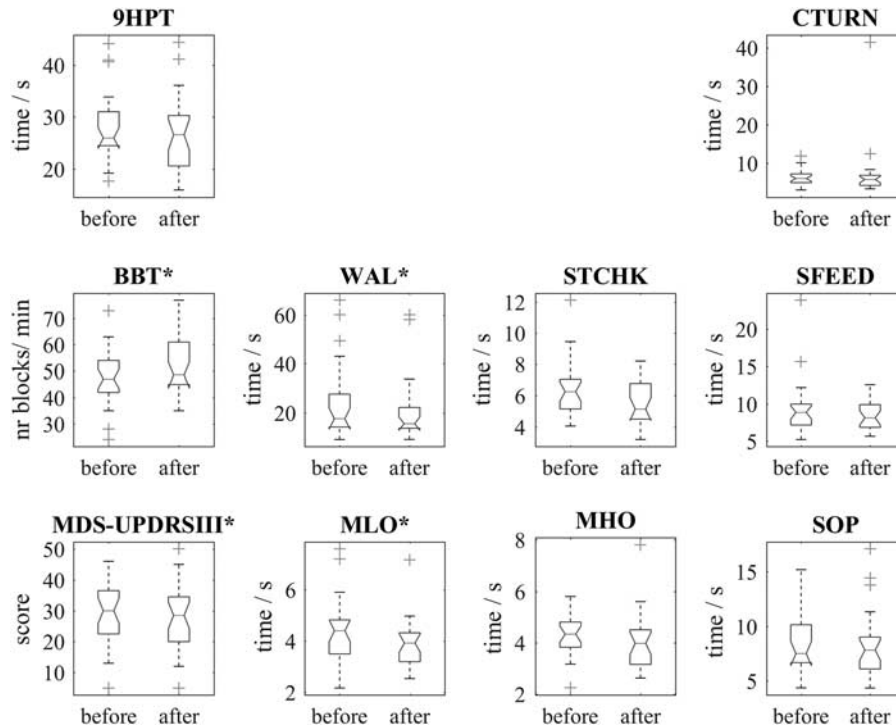 9HPT
time / s
40
30
20
before after
CTURN
time / s
40
30
20
10
before after
BBT*
nr blocks/ min
70
60
50
40
30
before after
WAL*
time / s
60
40
20
before after
STCHK
time / s
12
10
8
6
4
before after
SFEED
time / s
20
15
10
5
before after
MDS-UPDRSIII*
score
50
40
30
20
10
before after
MLO*
time / s
6
4
2
before after
MHO
time / s
8
6
4
2
before after
SOP
time / s
15
10
5
before after